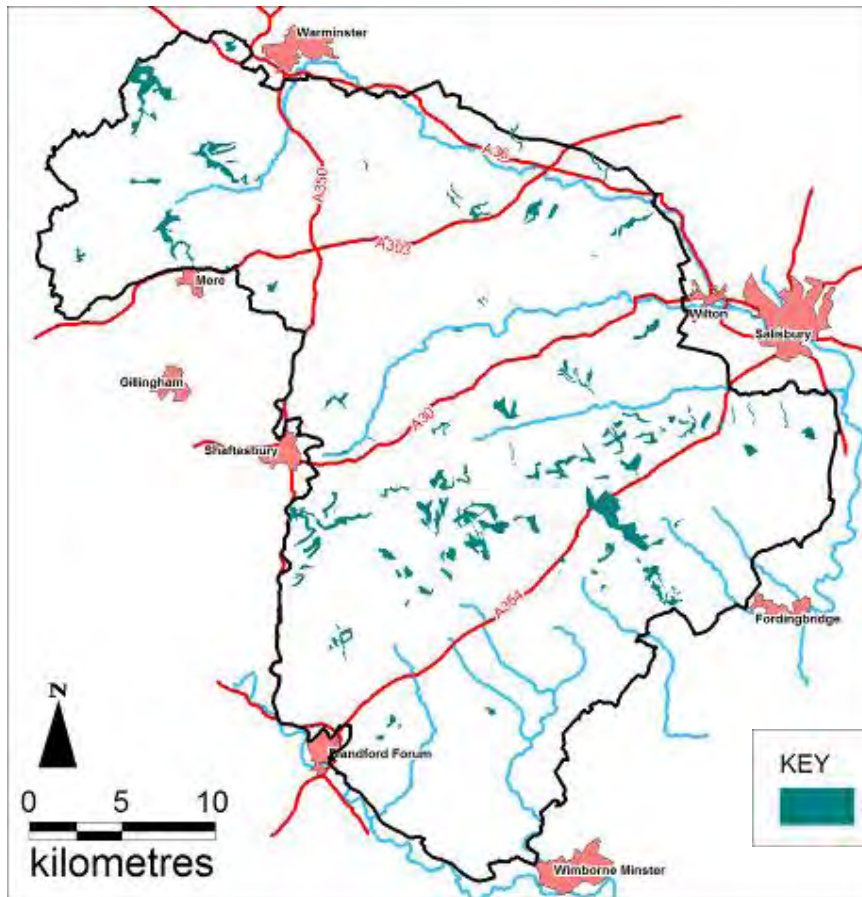 Warminster
A36
A350
A303
Mere
Wilton
Salisbury
Gillingham
A30
Shaftesbury
A354
Fordingbridge
N
Blandford Forum
KEY
0 5 10
kilometres
Wimborne Minster